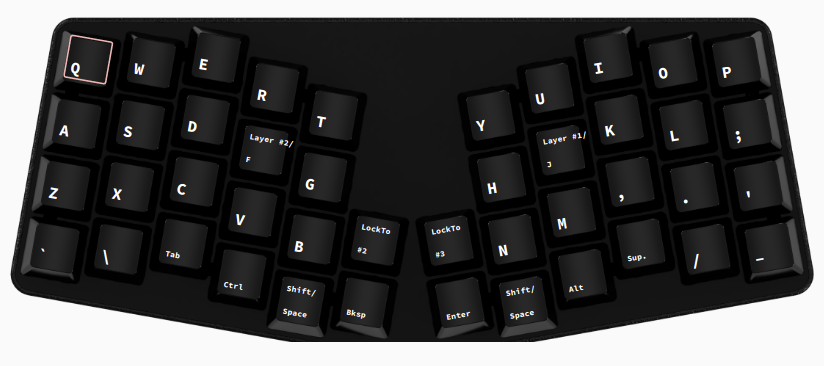 Q W E R T Y U I O P
A S D Layer #2/ F G H Layer #1/ J K L ;
Z X C V B LockTo #2 LockTo #3 N M , . '
` \ Tab Ctrl Shift/ Space Bksp Enter Shift/ Space Alt Sup. / _